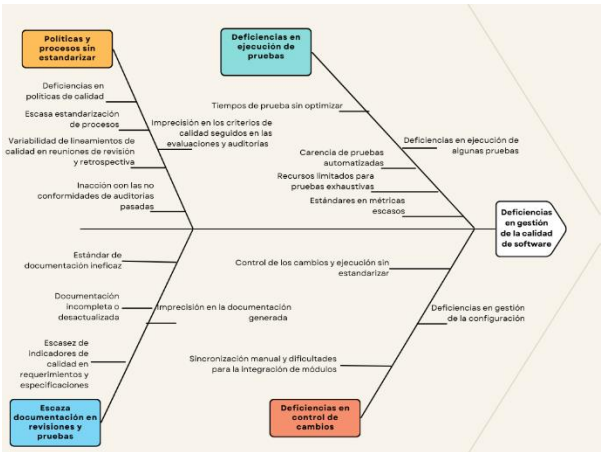 Políticas y
procesos sin
estandarizar
Deficiencias en
políticas de calidad
Escasa estandarización
de procesos
Variabilidad de lineamientos de
calidad en reuniones de revisión
y retrospectiva
Imprecisión en los criterios de
calidad seguidos en las
evaluaciones y auditorias
Inacción con las no
conformidades de auditorias
pasadas
Deficiencias en
ejecución de
pruebas
Tiempos de prueba sin optimizar
Carencia de pruebas
automatizadas
Deficiencias en ejecución de
algunas pruebas
Recursos limitados para
pruebas exhaustivas
Estándares en métricas
escasos
Deficiencias
en gestión
de la calidad
de software
Estándar de
documentación ineficaz
Documentación
incompleta o
desactualizada
Imprecisión en la documentación
generada
Escasez de
indicadores de
calidad en
requerimientos y
especificaciones
Escaza
documentación en
revisiones y
pruebas
Control de los cambios y ejecución sin
estandarizar
Deficiencias en gestión
de la configuración
Sincronización manual y dificultades
para la integración de módulos
Deficiencias en
control de
cambios